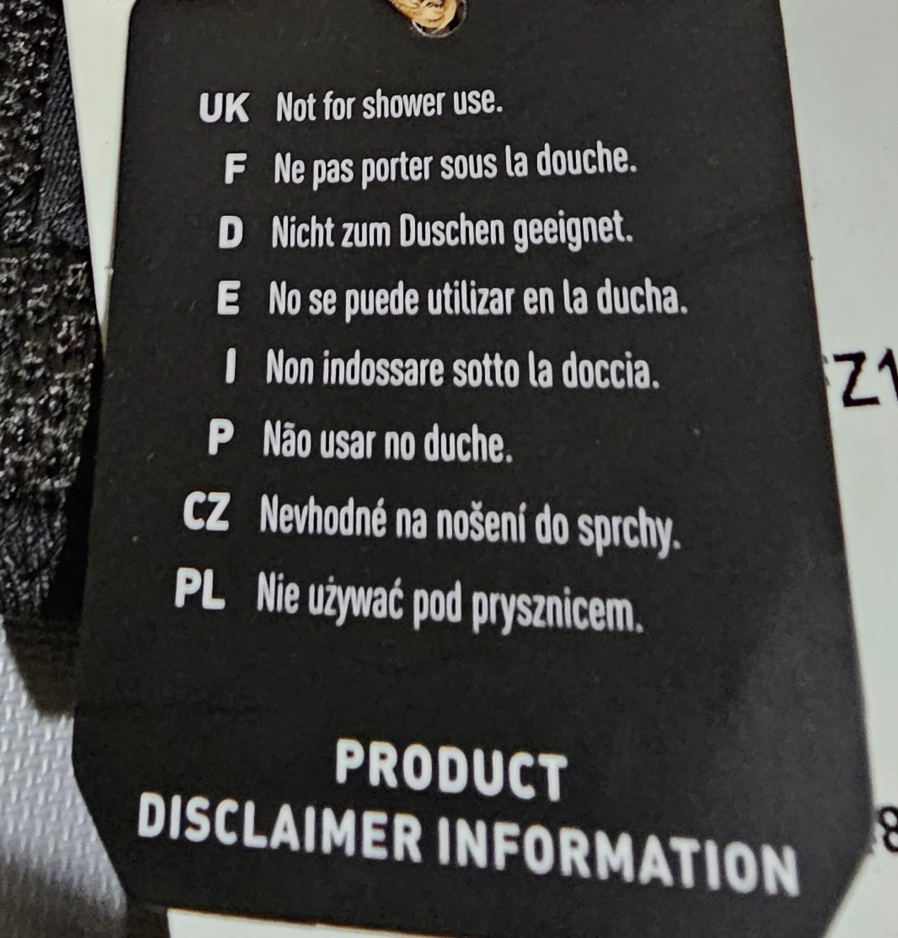 UK Not for shower use.
F Ne pas porter sous la douche.
D Nicht zum Duschen geeignet.
E No se puede utilizar en la ducha.
I Non indossare sotto la doccia.
P Não usar no duche.
CZ Nevhodné na nošení do sprchy.
PL Nie używać pod prysznicem.
PRODUCT
DISCLAIMER INFORMATION
Z1
8